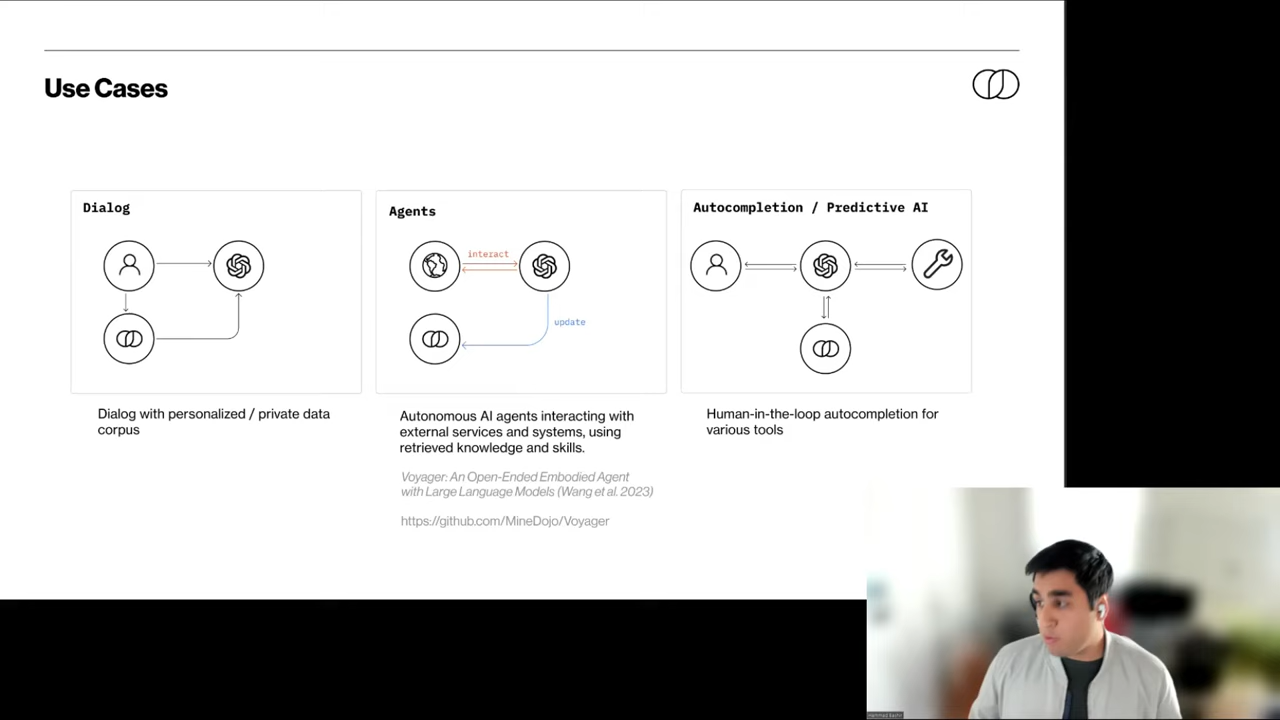 Use Cases
Dialog
Agents
Autocompletion / Predictive AI
interact
update
Dialog with personalized / private data
corpus
Autonomous AI agents interacting with
external services and systems, using
retrieved knowledge and skills.
Human-in-the-loop autocompletion for
various tools
Voyager: An Open-Ended Embodied Agent
with Large Language Models (Wang et al. 2023)
https://github.com/MineDojo/Voyager